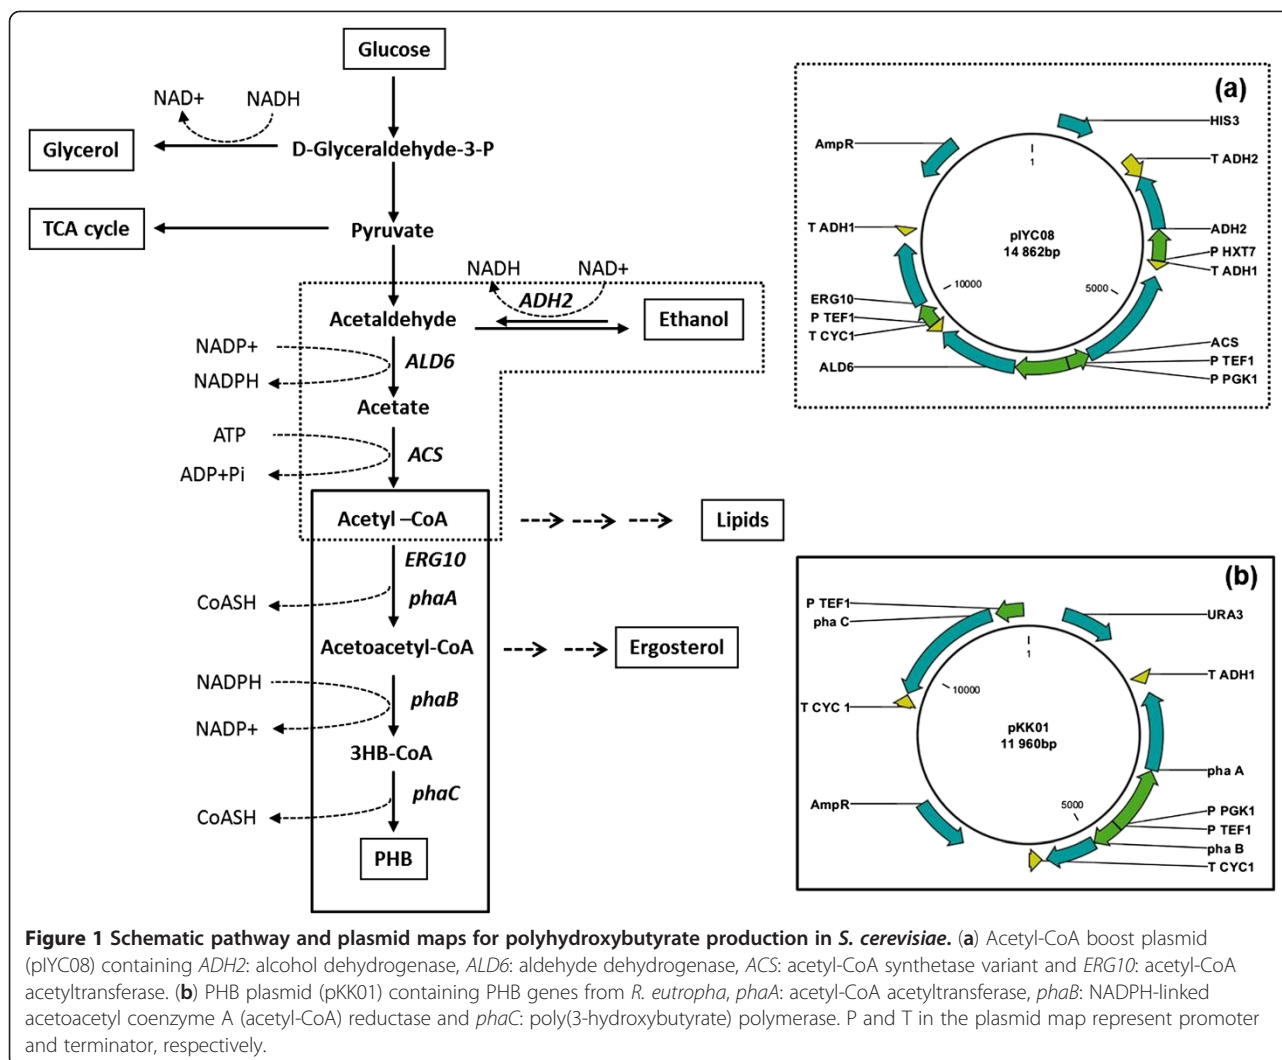 Glucose
NAD+ NADH
Glycerol
D-Glyceraldehyde-3-P
TCA cycle
Pyruvate
NADH NAD+
ADH2
Acetaldehyde
Ethanol
NADP+
ALD6
NADPH
Acetate
ATP
ACS
ADP+Pi
Acetyl –CoA
Lipids
ERG10
CoASH
phaA
Acetoacetyl-CoA
Ergosterol
NADPH
phaB
NADP+
3HB-CoA
phaC
CoASH
PHB
(a)
HIS3
AmpR
1
T ADH2
T ADH1
pIYC08
14 862bp
ADH2
P HXT7
T ADH1
10000
5000
ERG10
P TEF1
T CYC1
ALD6
ACS
P TEF1
P PGK1
(b)
P TEF1
pha C
URA3
1
T ADH1
10000
T CYC 1
pKK01
11 960bp
pha A
AmpR
5000
P PGK1
P TEF1
pha B
T CYC1
Figure 1 Schematic pathway and plasmid maps for polyhydroxybutyrate production in S. cerevisiae. (a) Acetyl-CoA boost plasmid
(pIYC08) containing ADH2: alcohol dehydrogenase, ALD6: aldehyde dehydrogenase, ACS: acetyl-CoA synthetase variant and ERG10: acetyl-CoA
acetyltransferase. (b) PHB plasmid (pKK01) containing PHB genes from R. eutropha, phaA: acetyl-CoA acetyltransferase, phaB: NADPH-linked
acetoacetyl coenzyme A (acetyl-CoA) reductase and phaC: poly(3-hydroxybutyrate) polymerase. P and T in the plasmid map represent promoter
and terminator, respectively.